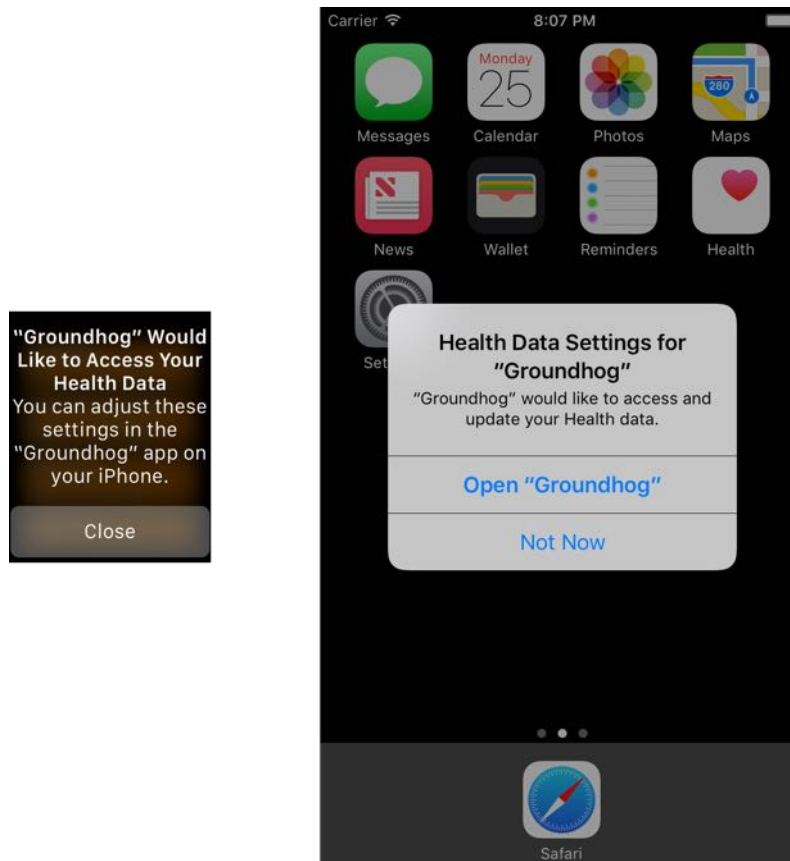 "Groundhog" Would
Like to Access Your
Health Data
You can adjust these
settings in the
"Groundhog" app on
your iPhone.
Close
Carrier 8:07 PM
Monday
25
280
Messages Calendar Photos Maps
News Wallet Reminders Health
Set
Health Data Settings for
"Groundhog"
"Groundhog" would like to access and
update your Health data.
Open "Groundhog"
Not Now
Safari